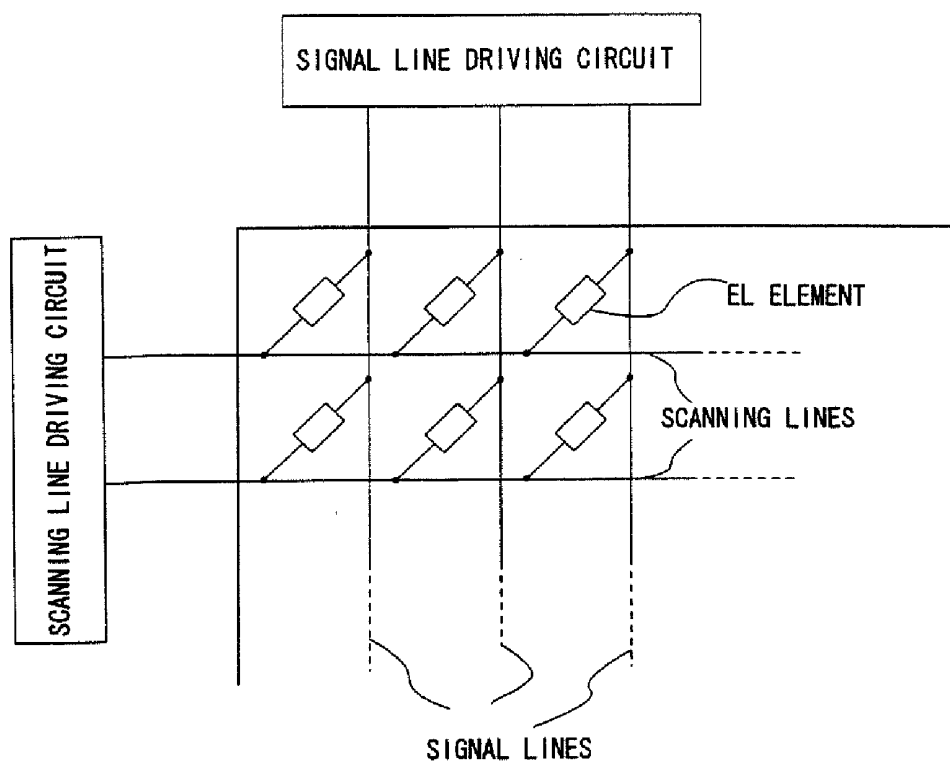 SIGNAL LINE DRIVING CIRCUIT
SCANNING LINE DRIVING CIRCUIT
EL ELEMENT
SCANNING LINES
SIGNAL LINES